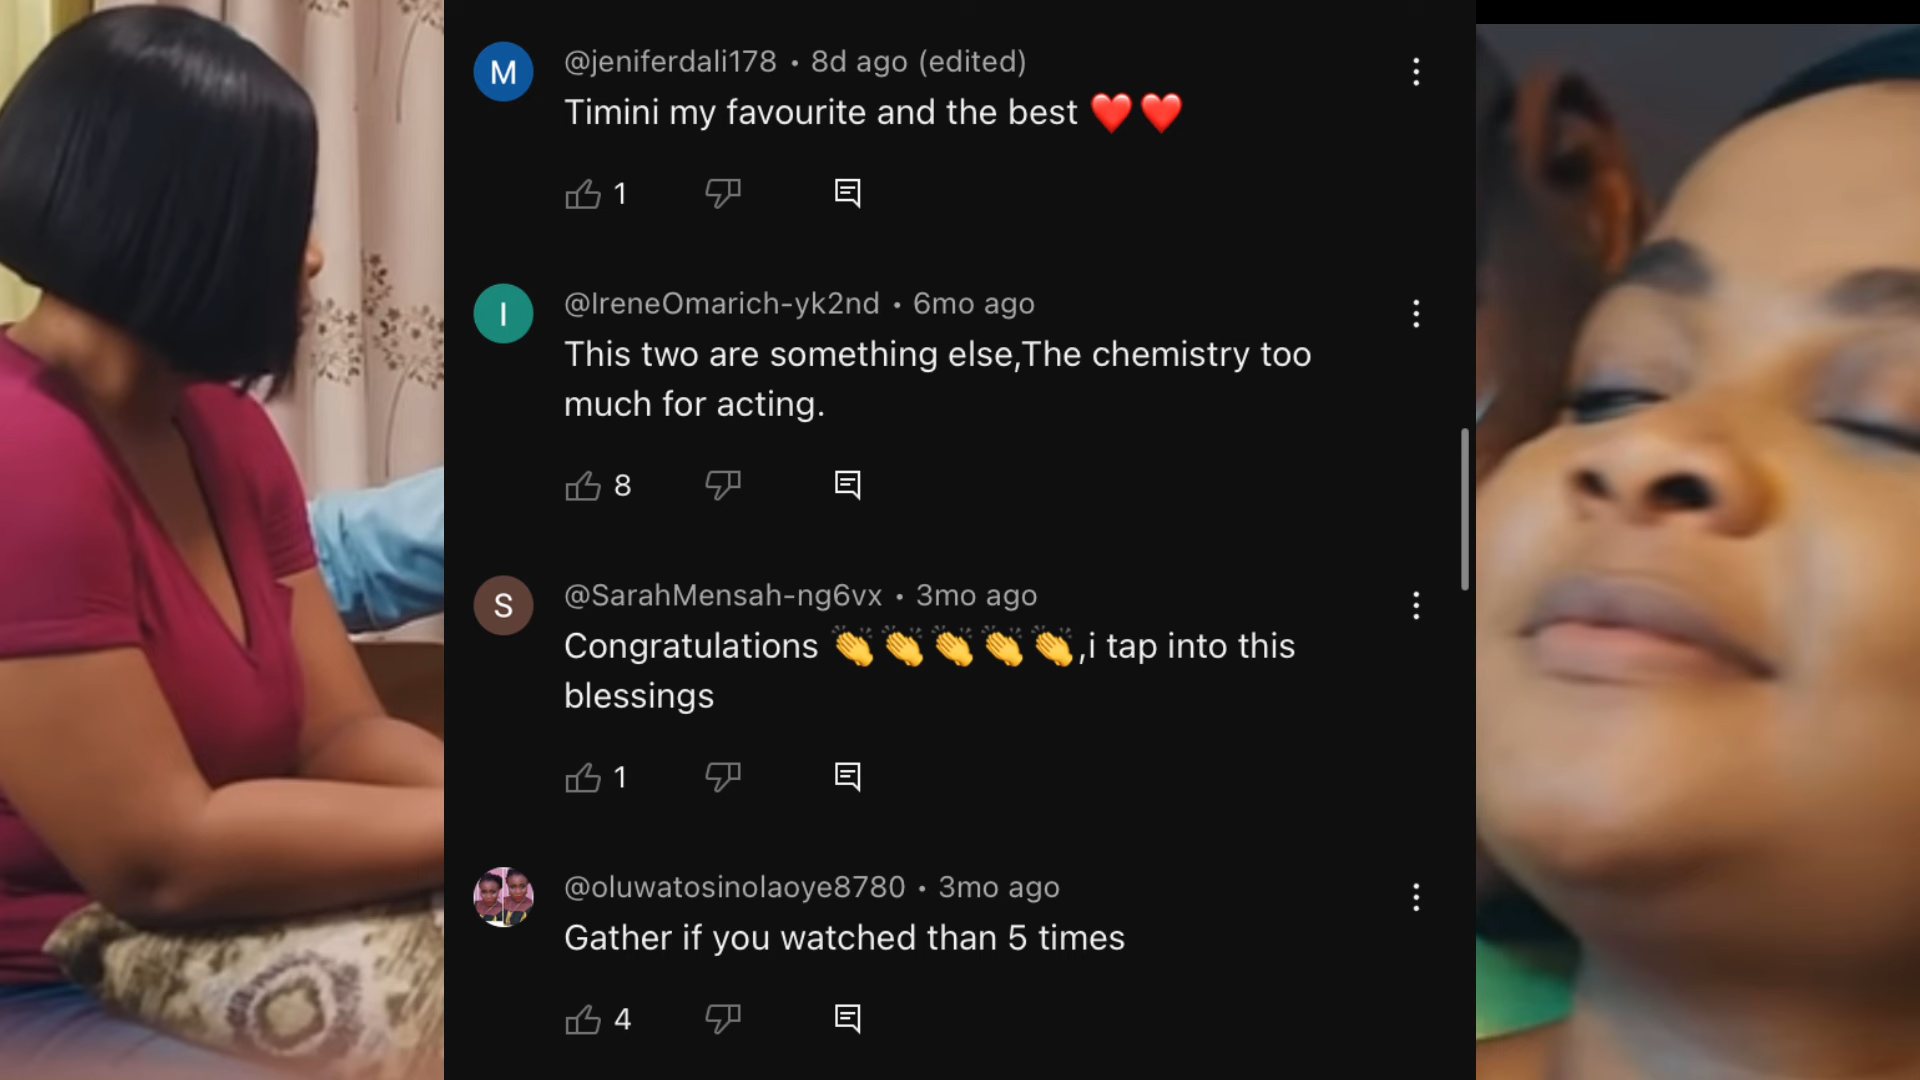 M
@jeniferdali178 • 8d ago (edited)
Timini my favourite and the best ❤️❤️
1
I
@IreneOmarich-yk2nd • 6mo ago
This two are something else,The chemistry too
much for acting.
8
S
@SarahMensah-ng6vx • 3mo ago
Congratulations 👏👏👏👏👏,i tap into this
blessings
1
@oluwatosinolaoye8780 • 3mo ago
Gather if you watched than 5 times
4